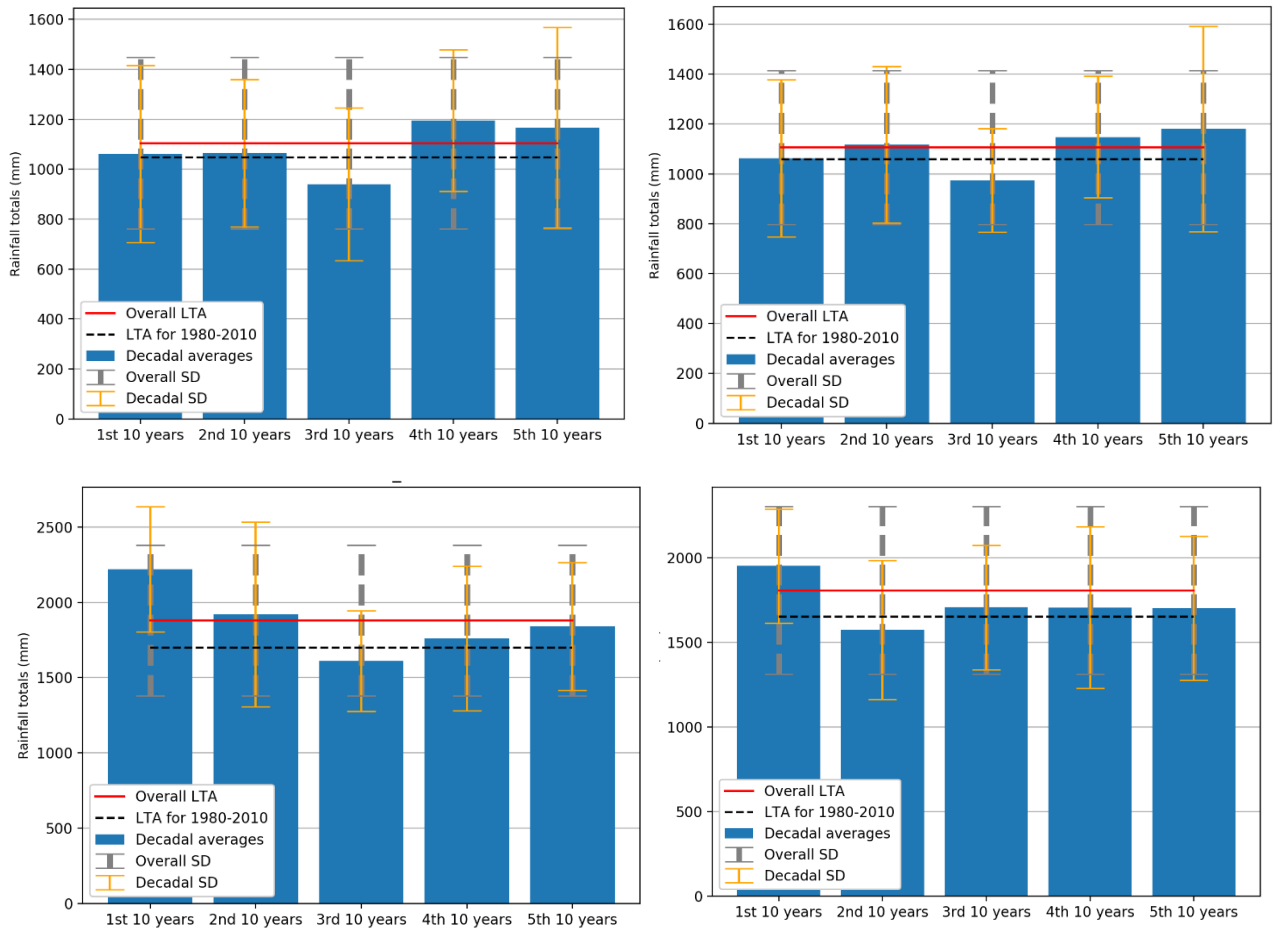 1600
1400
1200
1000
800
600
400
200
0
Rainfall totals (mm)
Overall LTA
LTA for 1980-2010
Decadal averages
Overall SD
Decadal SD
1st 10 years 2nd 10 years 3rd 10 years 4th 10 years 5th 10 years
1600
1400
1200
1000
800
600
400
200
0
Rainfall totals (mm)
Overall LTA
LTA for 1980-2010
Decadal averages
Overall SD
Decadal SD
1st 10 years 2nd 10 years 3rd 10 years 4th 10 years 5th 10 years
2500
2000
1500
1000
500
0
Rainfall totals (mm)
Overall LTA
LTA for 1980-2010
Decadal averages
Overall SD
Decadal SD
1st 10 years 2nd 10 years 3rd 10 years 4th 10 years 5th 10 years
2000
1500
1000
500
0
Overall LTA
LTA for 1980-2010
Decadal averages
Overall SD
Decadal SD
1st 10 years 2nd 10 years 3rd 10 years 4th 10 years 5th 10 years